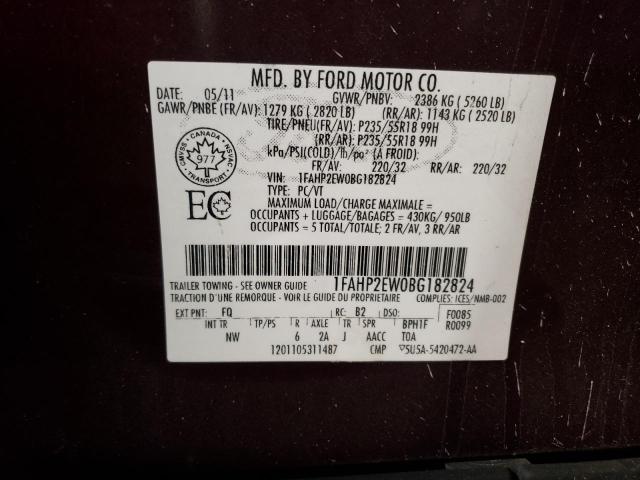 MFD. BY FORD MOTOR CO.
DATE: 05/11 GVWR/PNBV: 2386 KG ( 5260 LB)
GAWR/PNBE (FR/AV): 1279 KG ( 2820 LB) (RR/AR): 1143 KG ( 2520 LB)
TIRE/PNEU(FR/AV): P235/55R18 99H
(RR/AR): P235/55R18 99H
kPa/PSI(COLD)/lb/po² (A FROID):
FR/AV: 220/32 RR/AR: 220/32
VIN: 1FAHP2EW0BG182824
TYPE: PC/VT
MAXIMUM LOAD/CHARGE MAXIMALE =
OCCUPANTS + LUGGAGE/BAGAGES = 430KG/ 950LB
OCCUPANTS = 5 TOTAL/TOTALE; 2 FR/AV, 3 RR/AR
CANADA
CMVSS NSVAC
977
TRANSPORT
EC
1FAHP2EW0BG182824
TRAILER TOWING - SEE OWNER GUIDE
TRACTION D'UNE REMORQUE - VOIR LE GUIDE DU PROPRIETAIRE COMPLIES: ICES/NMB-002
EXT PNT: FQ RC: B2 DSO: F0085
INT TR TP/PS R AXLE TR SPR BPH1F R0099
NW 6 2A J AACC TOA
1201105311487 CMP ▽5U5A-5420472-AA